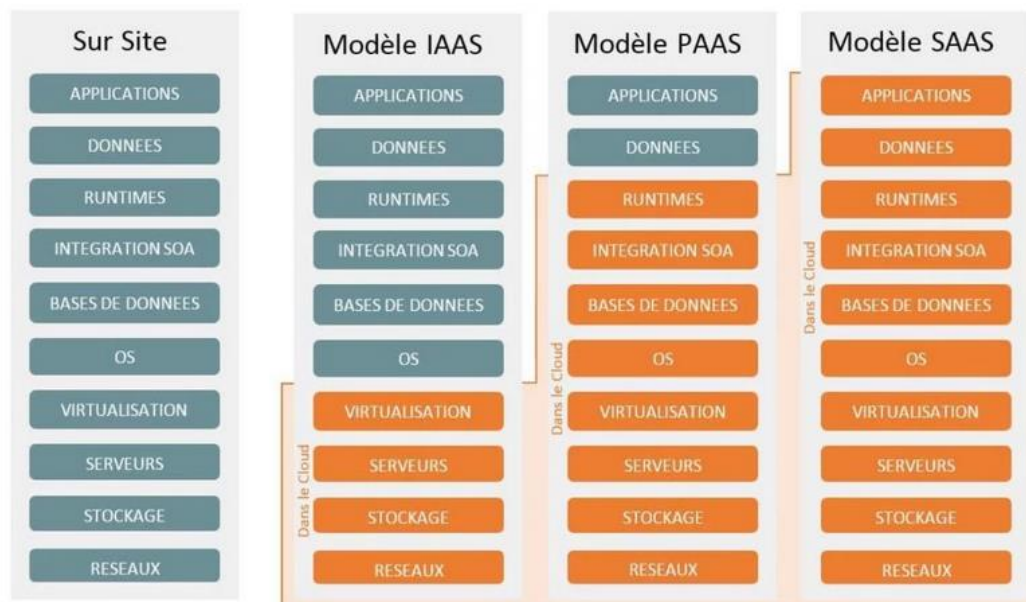 Sur Site
APPLICATIONS
DONNEES
RUNTIMES
INTEGRATION SOA
BASES DE DONNEES
OS
VIRTUALISATION
SERVEURS
STOCKAGE
RESEAUX
Modèle IAAS
APPLICATIONS
DONNEES
RUNTIMES
INTEGRATION SOA
BASES DE DONNEES
OS
VIRTUALISATION
SERVEURS
STOCKAGE
RESEAUX
Dans le Cloud
Modèle PAAS
APPLICATIONS
DONNEES
RUNTIMES
INTEGRATION SOA
BASES DE DONNEES
OS
VIRTUALISATION
SERVEURS
STOCKAGE
RESEAUX
Dans le Cloud
Modèle SAAS
APPLICATIONS
DONNEES
RUNTIMES
INTEGRATION SOA
BASES DE DONNEES
OS
VIRTUALISATION
SERVEURS
STOCKAGE
RESEAUX
Dans le Cloud